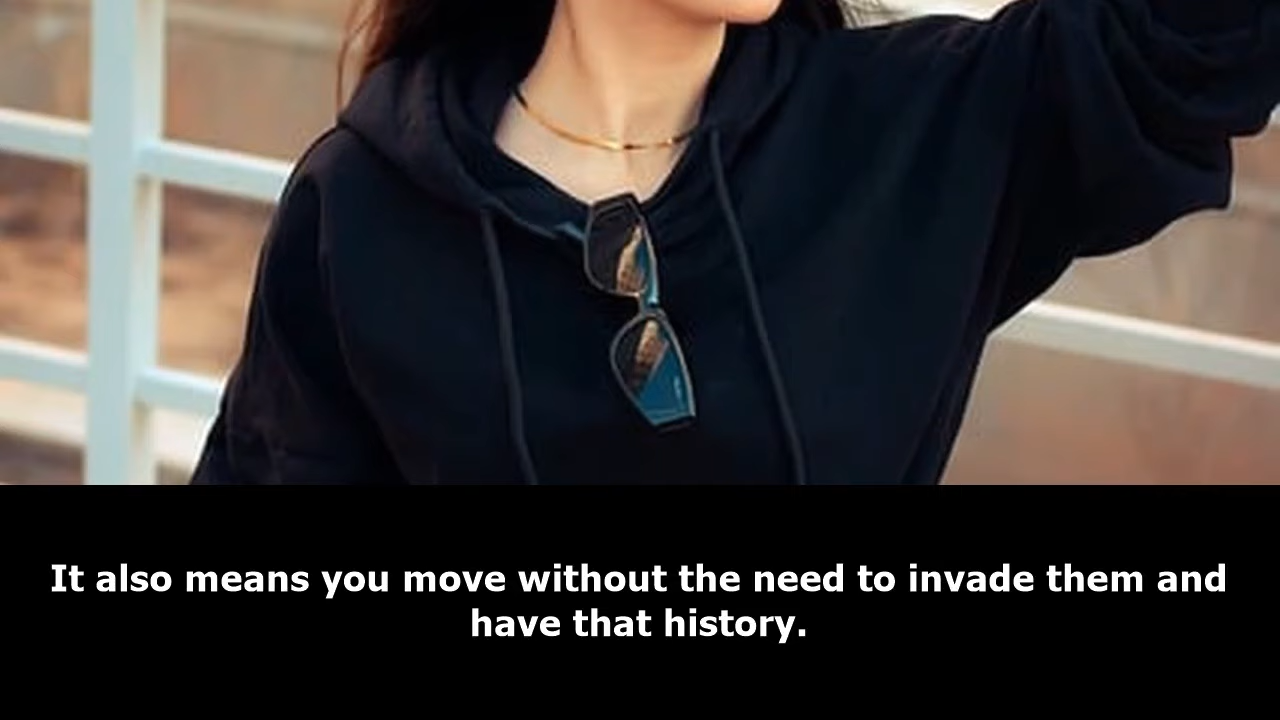 It also means you move without the need to invade them and
have that history.